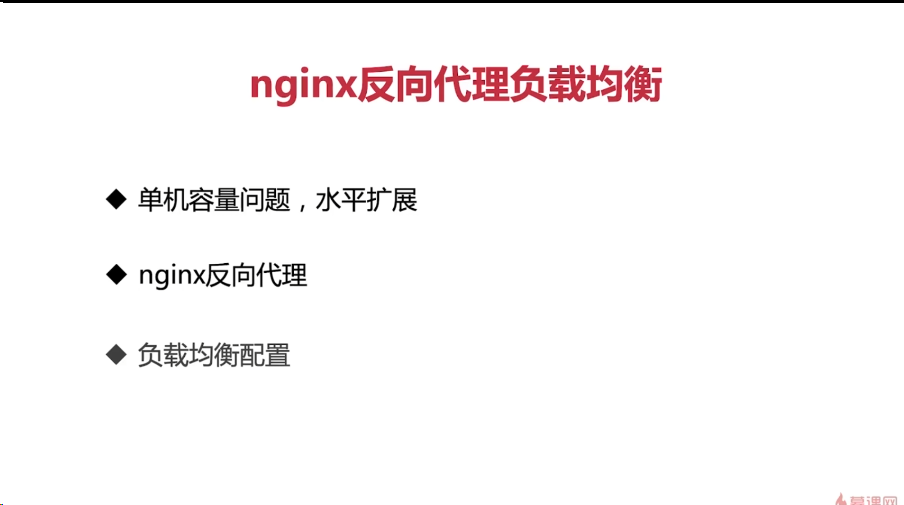 nginx反向代理负载均衡
◆ 单机容量问题，水平扩展
◆ nginx反向代理
◆ 负载均衡配置
慕课网